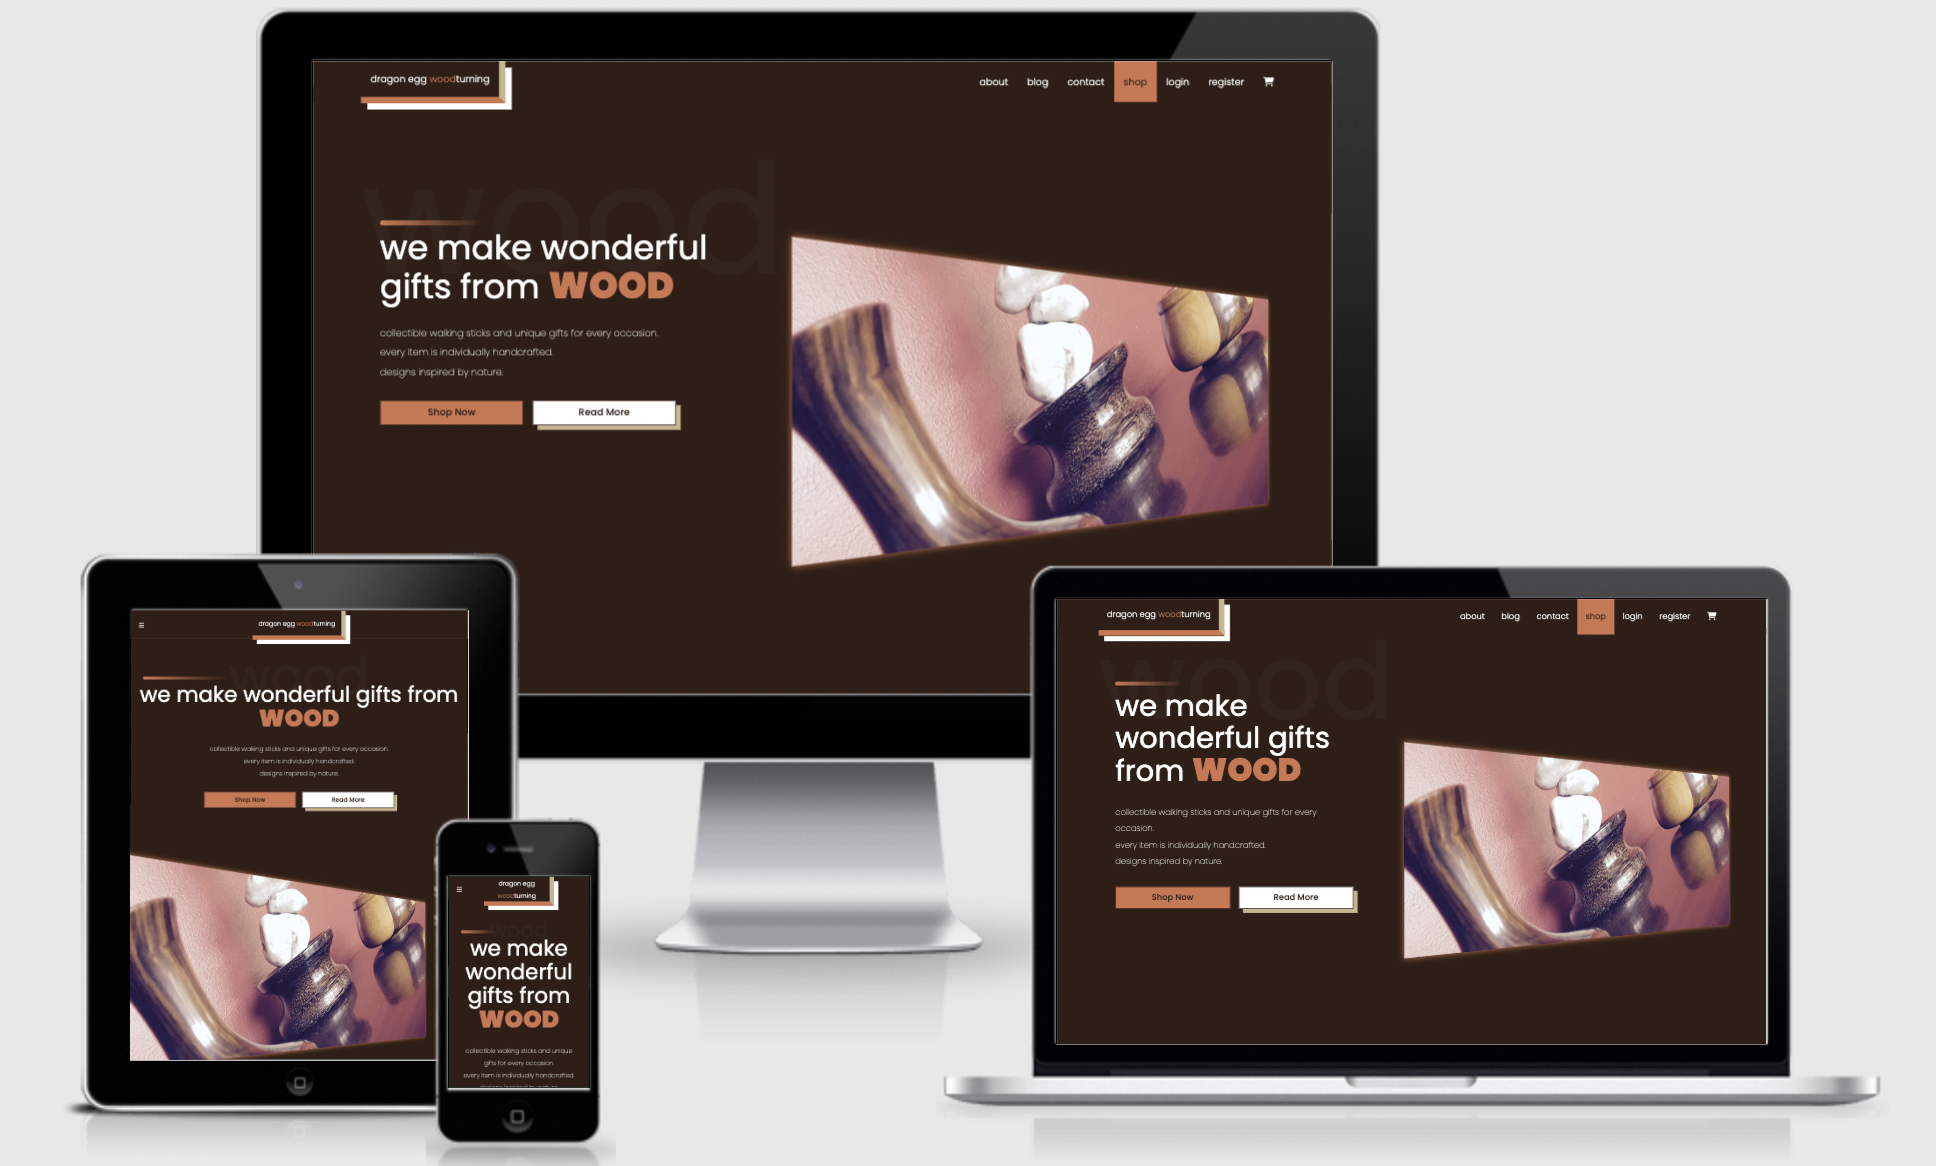 dragon egg woodturning
about blog contact shop login register
wood
we make wonderful
gifts from WOOD
collectible walking sticks and unique gifts for every occasion.
every item is individually handcrafted.
designs inspired by nature.
Shop Now Read More
dragon egg woodturning
wood
we make wonderful gifts from
WOOD
collectible walking sticks and unique gifts for every occasion.
every item is individually handcrafted.
designs inspired by nature.
Shop Now Read More
dragon egg
woodturning
wood
we make
wonderful
gifts from
WOOD
collectible walking sticks and unique
gifts for every occasion.
every item is individually handcrafted.
dragon egg woodturning
about blog contact shop login register
wood
we make
wonderful gifts
from WOOD
collectible walking sticks and unique gifts for every
occasion.
every item is individually handcrafted.
designs inspired by nature.
Shop Now Read More